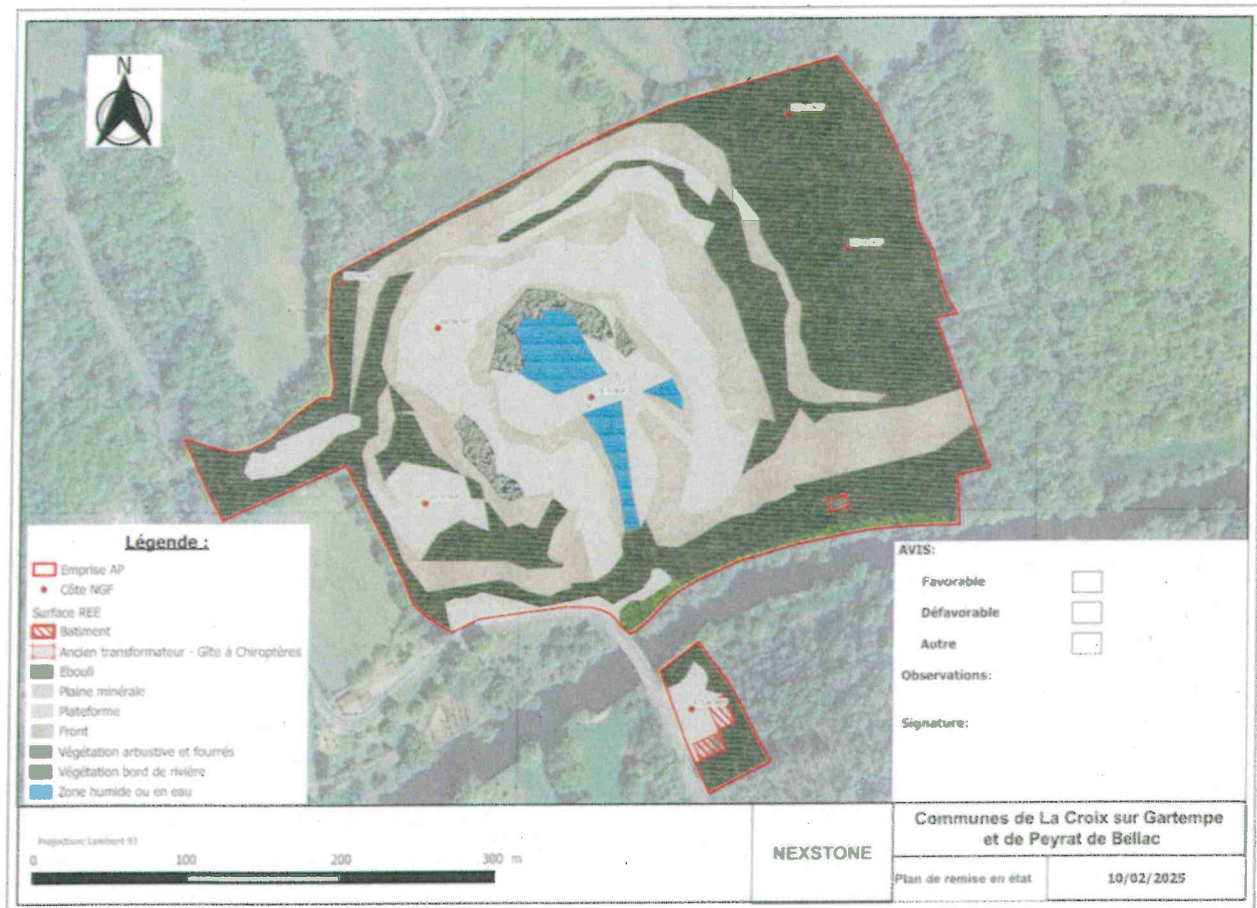 N
Légende :
Emprise AP
Côte NGF
Surface REE
Batiment
Ancien transformateur - Gîte à Chiroptères
Ebouli
Plaine minérale
Plateforme
Front
Végétation arbustive et fourrés
Végétation bord de rivière
Zone humide ou en eau
AVIS:
Favorable
Défavorable
Autre
Observations:
Signature:
Projection: Lambert 93
0 100 200 300 m
NEXSTONE
Communes de La Croix sur Gartempe
et de Peyrat de Bellac
Plan de remise en état
10/02/2025